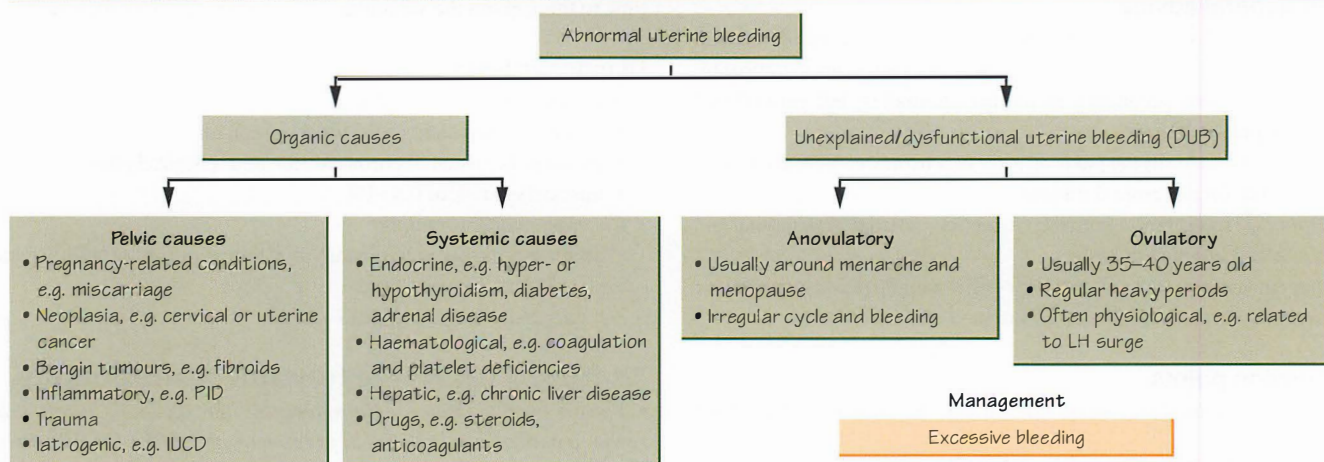 Abnormal uterine bleeding
Organic causes
Unexplained/dysfunctional uterine bleeding (DUB)
Pelvic causes
• Pregnancy-related conditions,
e.g. miscarriage
• Neoplasia, e.g. cervical or uterine
cancer
• Bengin tumours, e.g. fibroids
• Inflammatory, e.g. PID
• Trauma
• Iatrogenic, e.g. IUCD
Systemic causes
• Endocrine, e.g. hyper- or
hypothyroidism, diabetes,
adrenal disease
• Haematological, e.g. coagulation
and platelet deficiencies
• Hepatic, e.g. chronic liver disease
• Drugs, e.g. steroids,
anticoagulants
Anovulatory
• Usually around menarche and
menopause
• Irregular cycle and bleeding
Ovulatory
• Usually 35–40 years old
• Regular heavy periods
• Often physiological, e.g. related
to LH surge
Management
Excessive bleeding